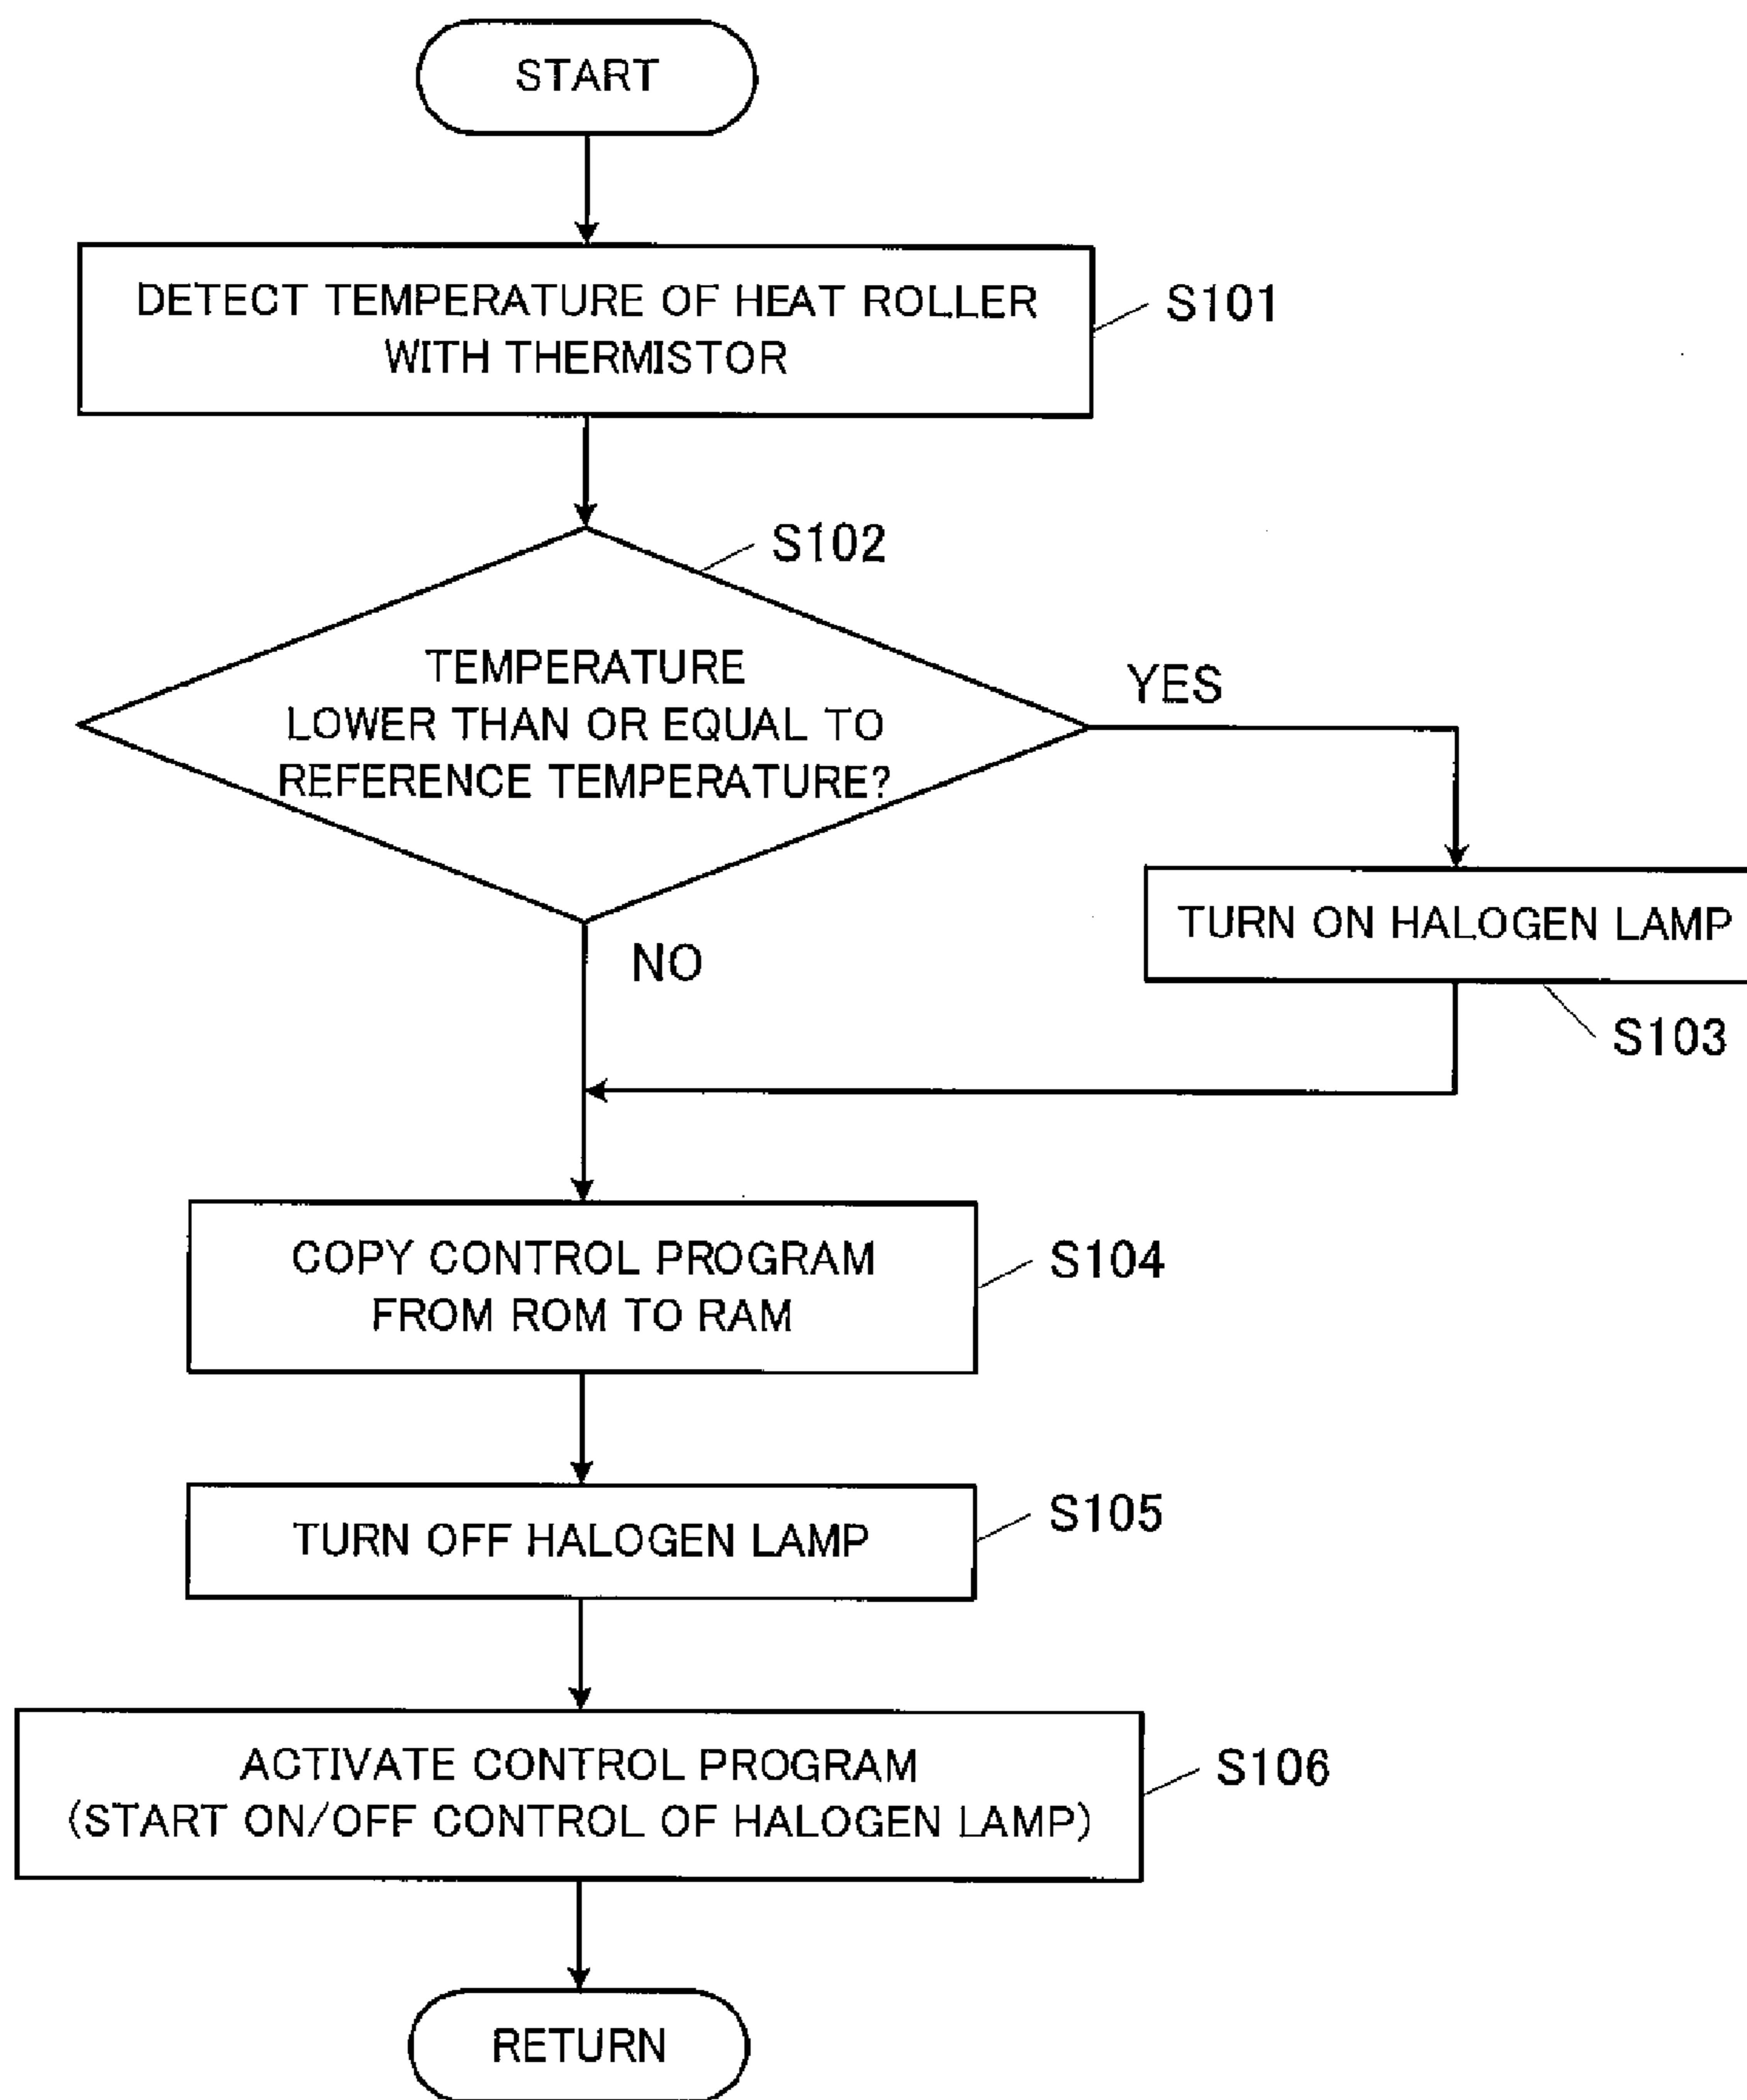 START
DETECT TEMPERATURE OF HEAT ROLLER
WITH THERMISTOR
S101
S102
TEMPERATURE
LOWER THAN OR EQUAL TO
REFERENCE TEMPERATURE?
YES
TURN ON HALOGEN LAMP
NO
S103
COPY CONTROL PROGRAM
FROM ROM TO RAM
S104
TURN OFF HALOGEN LAMP
S105
ACTIVATE CONTROL PROGRAM
(START ON/OFF CONTROL OF HALOGEN LAMP)
S106
RETURN